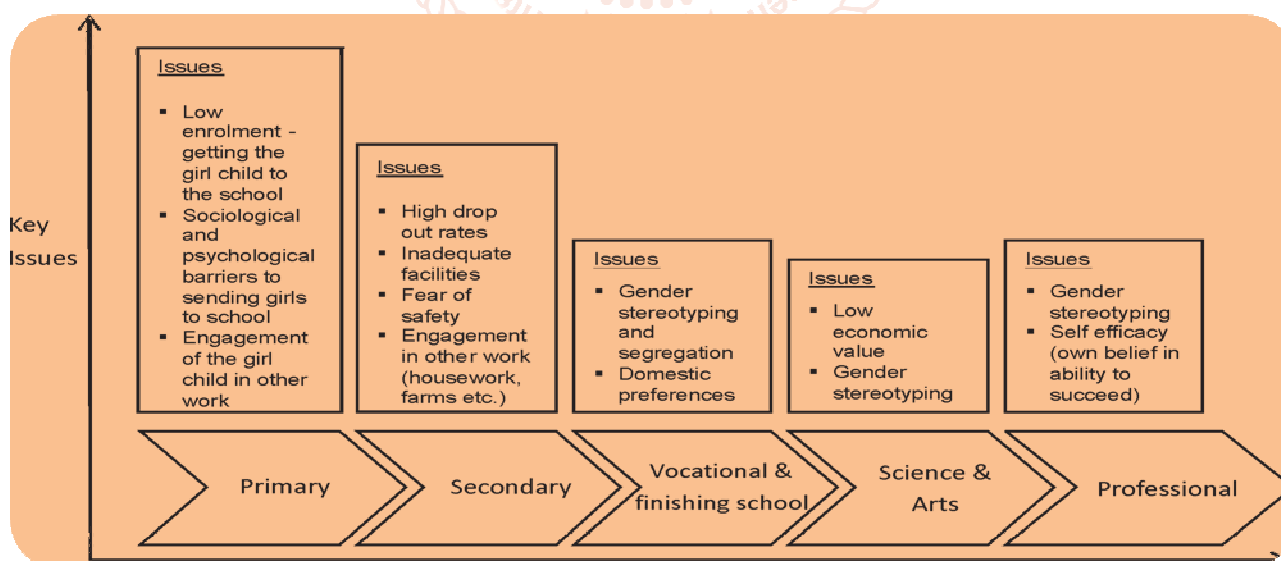 Key
Issues
Issues
▪ Low
enrolment -
getting the
girl child to
the school
▪ Sociological
and
psychological
barriers to
sending girls
to school
▪ Engagement
of the girl
child in other
work
Issues
▪ High drop
out rates
▪ Inadequate
facilities
▪ Fear of
safety
▪ Engagement
in other work
(housework,
farms etc.)
Issues
▪ Gender
stereotyping
and
segregation
▪ Domestic
preferences
Issues
▪ Low
economic
value
▪ Gender
stereotyping
Issues
▪ Gender
stereotyping
▪ Self efficacy
(own belief in
ability to
succeed)
Primary
Secondary
Vocational &
finishing school
Science &
Arts
Professional